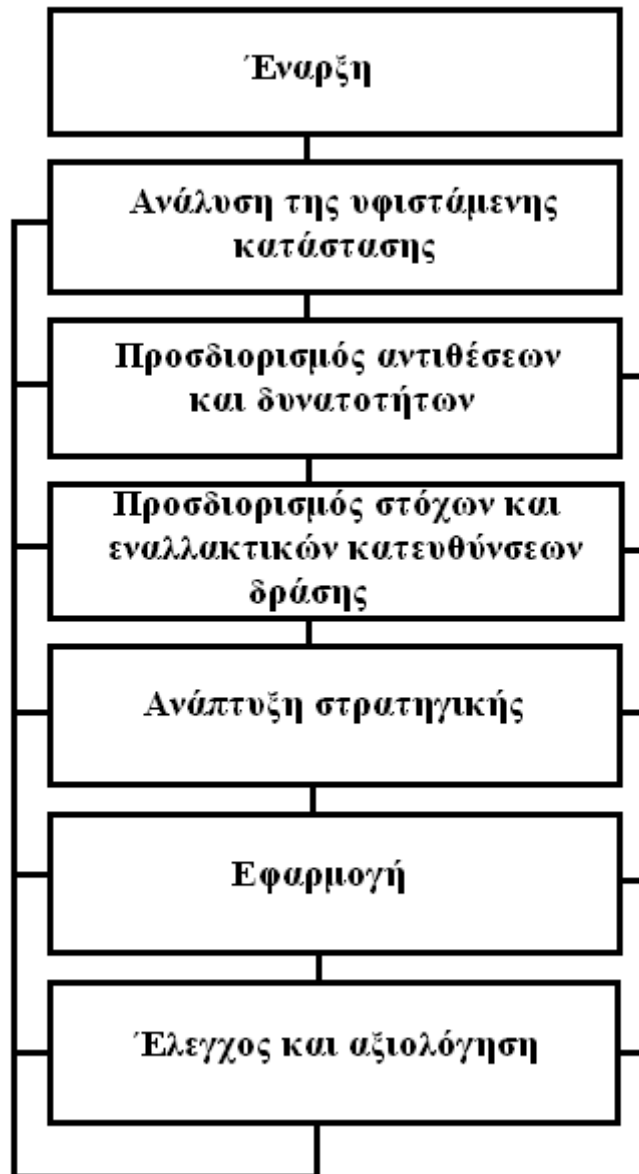 Έναρξη
Ανάλυση της υφιστάμενης
κατάστασης
Προσδιορισμός αντιθέσεων
και δυνατοτήτων
Προσδιορισμός στόχων και
εναλλακτικών κατευθύνσεων
δράσης
Ανάπτυξη στρατηγικής
Εφαρμογή
Έλεγχος και αξιολόγηση